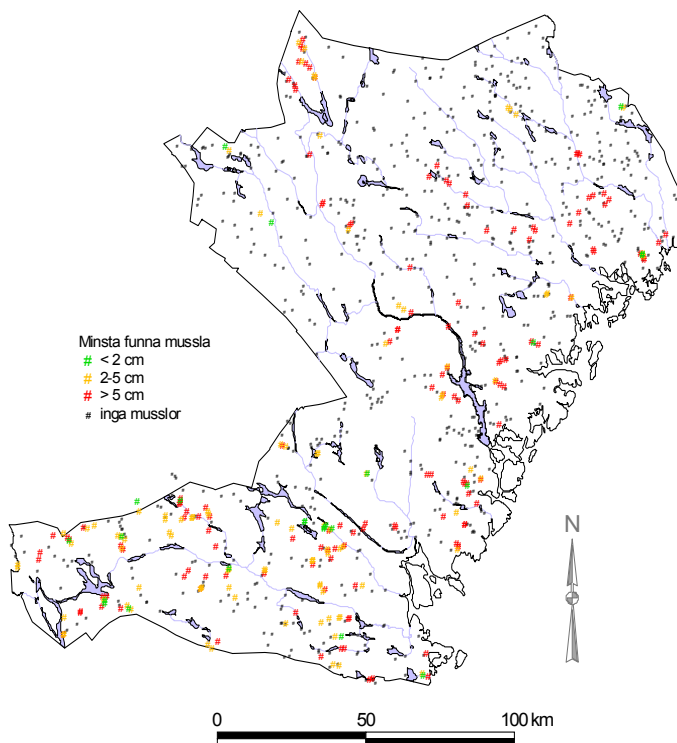 Minsta funna mussla
# < 2 cm
# 2-5 cm
# > 5 cm
# inga musslor
N
0 50 100 km